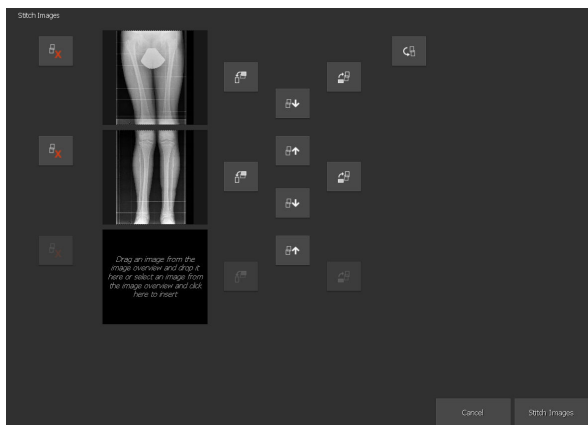 Stitch Images
Drag an image from the
image overview and drop it
here or select an image from
the image overview and click
here to insert
Cancel
Stitch Images